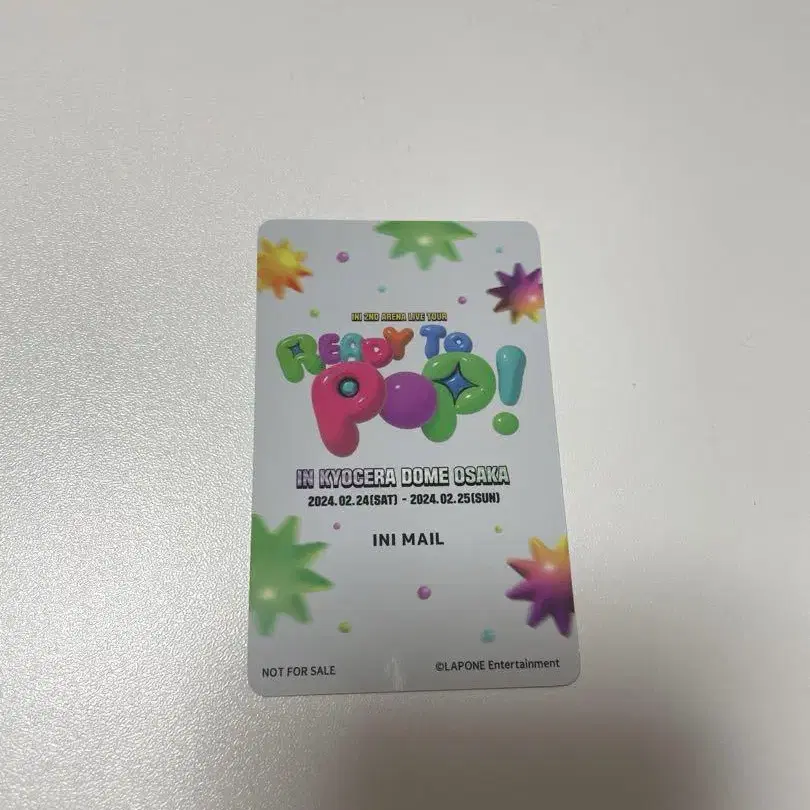 INI 2ND ARENA LIVE TOUR
READY TO
POP!
IN KYOCERA DOME OSAKA
2024.02.24(SAT) - 2024.02.25(SUN)
INI MAIL
NOT FOR SALE
©LAPONE Entertainment